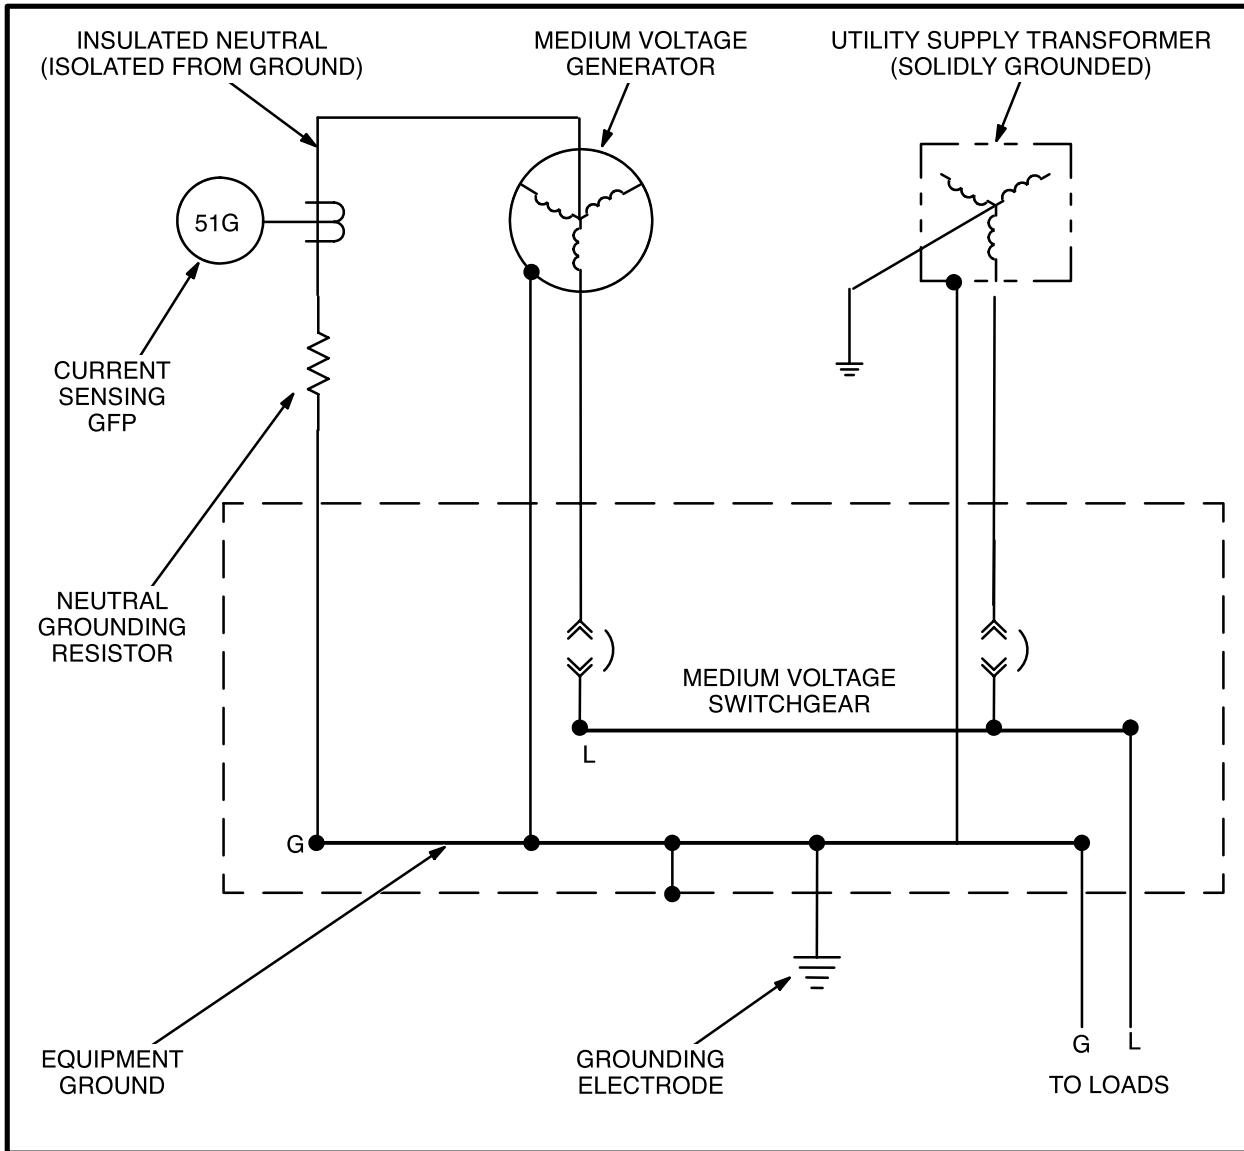 INSULATED NEUTRAL
(ISOLATED FROM GROUND)
MEDIUM VOLTAGE
GENERATOR
UTILITY SUPPLY TRANSFORMER
(SOLIDLY GROUNDED)
51G
CURRENT
SENSING
GFP
NEUTRAL
GROUNDING
RESISTOR
MEDIUM VOLTAGE
SWITCHGEAR
L
G
EQUIPMENT
GROUND
GROUNDING
ELECTRODE
G L
TO LOADS